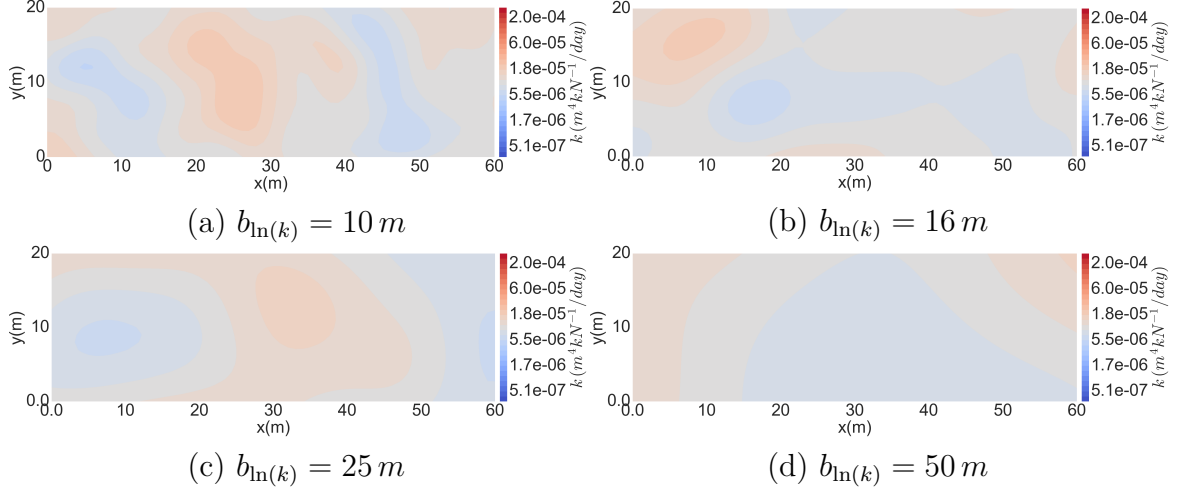 20
10
0
y(m)
0 10 20 30 40 50 60
x(m)
2.0e-04
6.0e-05
1.8e-05
5.5e-06
1.7e-06
5.1e-07
k (m⁴kN⁻¹/day)
(a) b_ln(k) = 10 m
20
10
0.0
y(m)
0.0 10 20 30 40 50 60
x(m)
2.0e-04
6.0e-05
1.8e-05
5.5e-06
1.7e-06
5.1e-07
k (m⁴kN⁻¹/day)
(b) b_ln(k) = 16 m
20
10
0.0
y(m)
0.0 10 20 30 40 50 60
x(m)
2.0e-04
6.0e-05
1.8e-05
5.5e-06
1.7e-06
5.1e-07
k (m⁴kN⁻¹/day)
(c) b_ln(k) = 25 m
20
10
0.0
y(m)
0.0 10 20 30 40 50 60
x(m)
2.0e-04
6.0e-05
1.8e-05
5.5e-06
1.7e-06
5.1e-07
k (m⁴kN⁻¹/day)
(d) b_ln(k) = 50 m